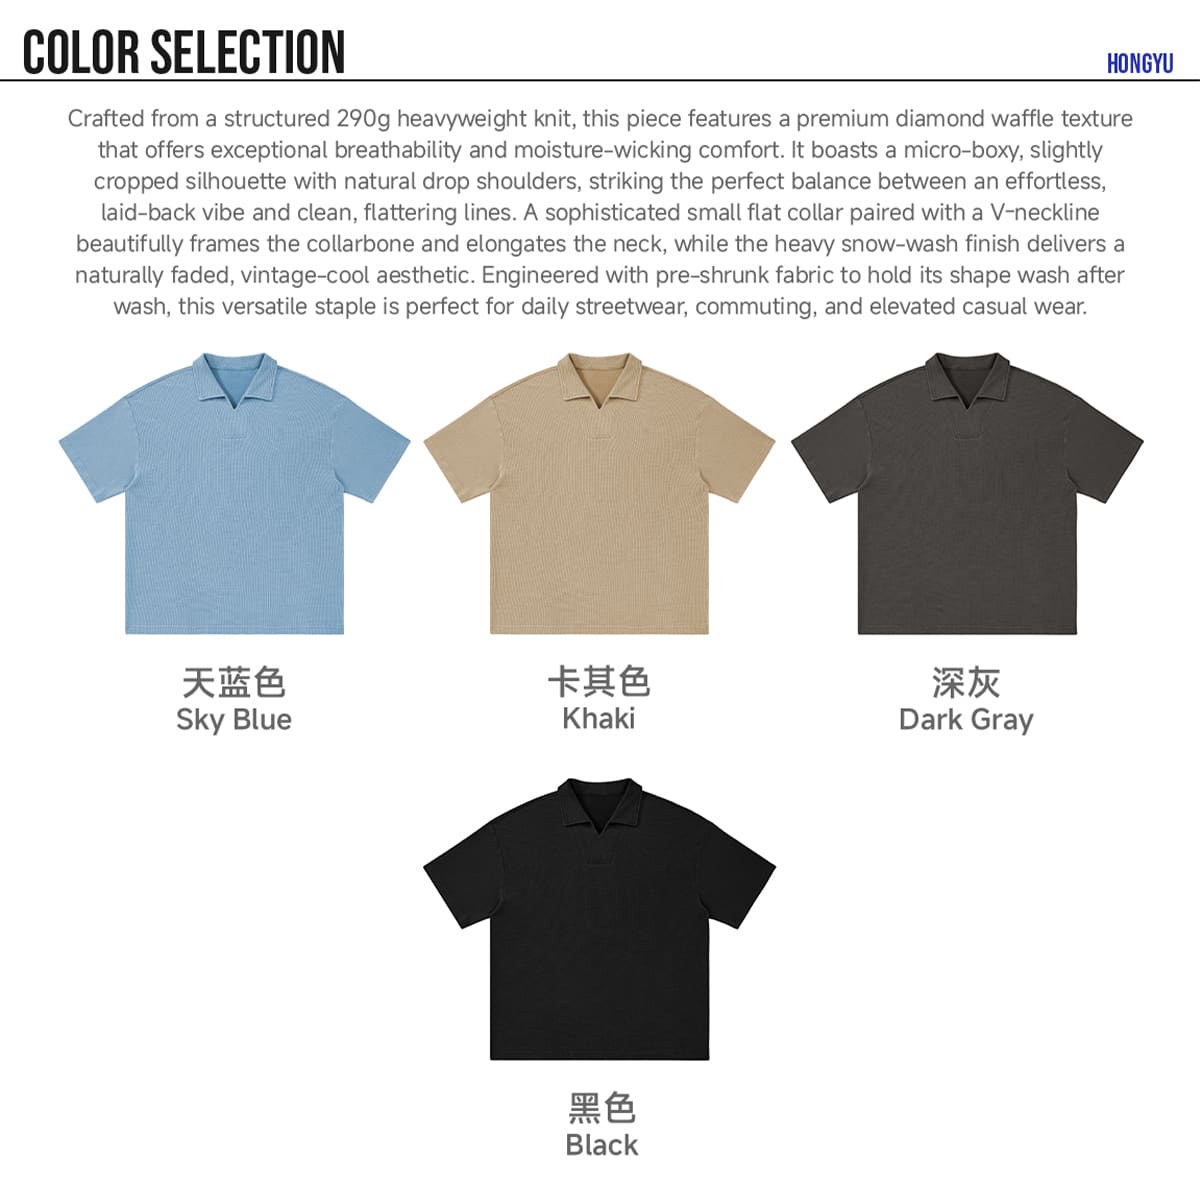 COLOR SELECTION
HONGYU
Crafted from a structured 290g heavyweight knit, this piece features a premium diamond waffle texture
that offers exceptional breathability and moisture-wicking comfort. It boasts a micro-boxy, slightly
cropped silhouette with natural drop shoulders, striking the perfect balance between an effortless,
laid-back vibe and clean, flattering lines. A sophisticated small flat collar paired with a V-neckline
beautifully frames the collarbone and elongates the neck, while the heavy snow-wash finish delivers a
naturally faded, vintage-cool aesthetic. Engineered with pre-shrunk fabric to hold its shape wash after
wash, this versatile staple is perfect for daily streetwear, commuting, and elevated casual wear.
天蓝色
Sky Blue
卡其色
Khaki
深灰
Dark Gray
黑色
Black